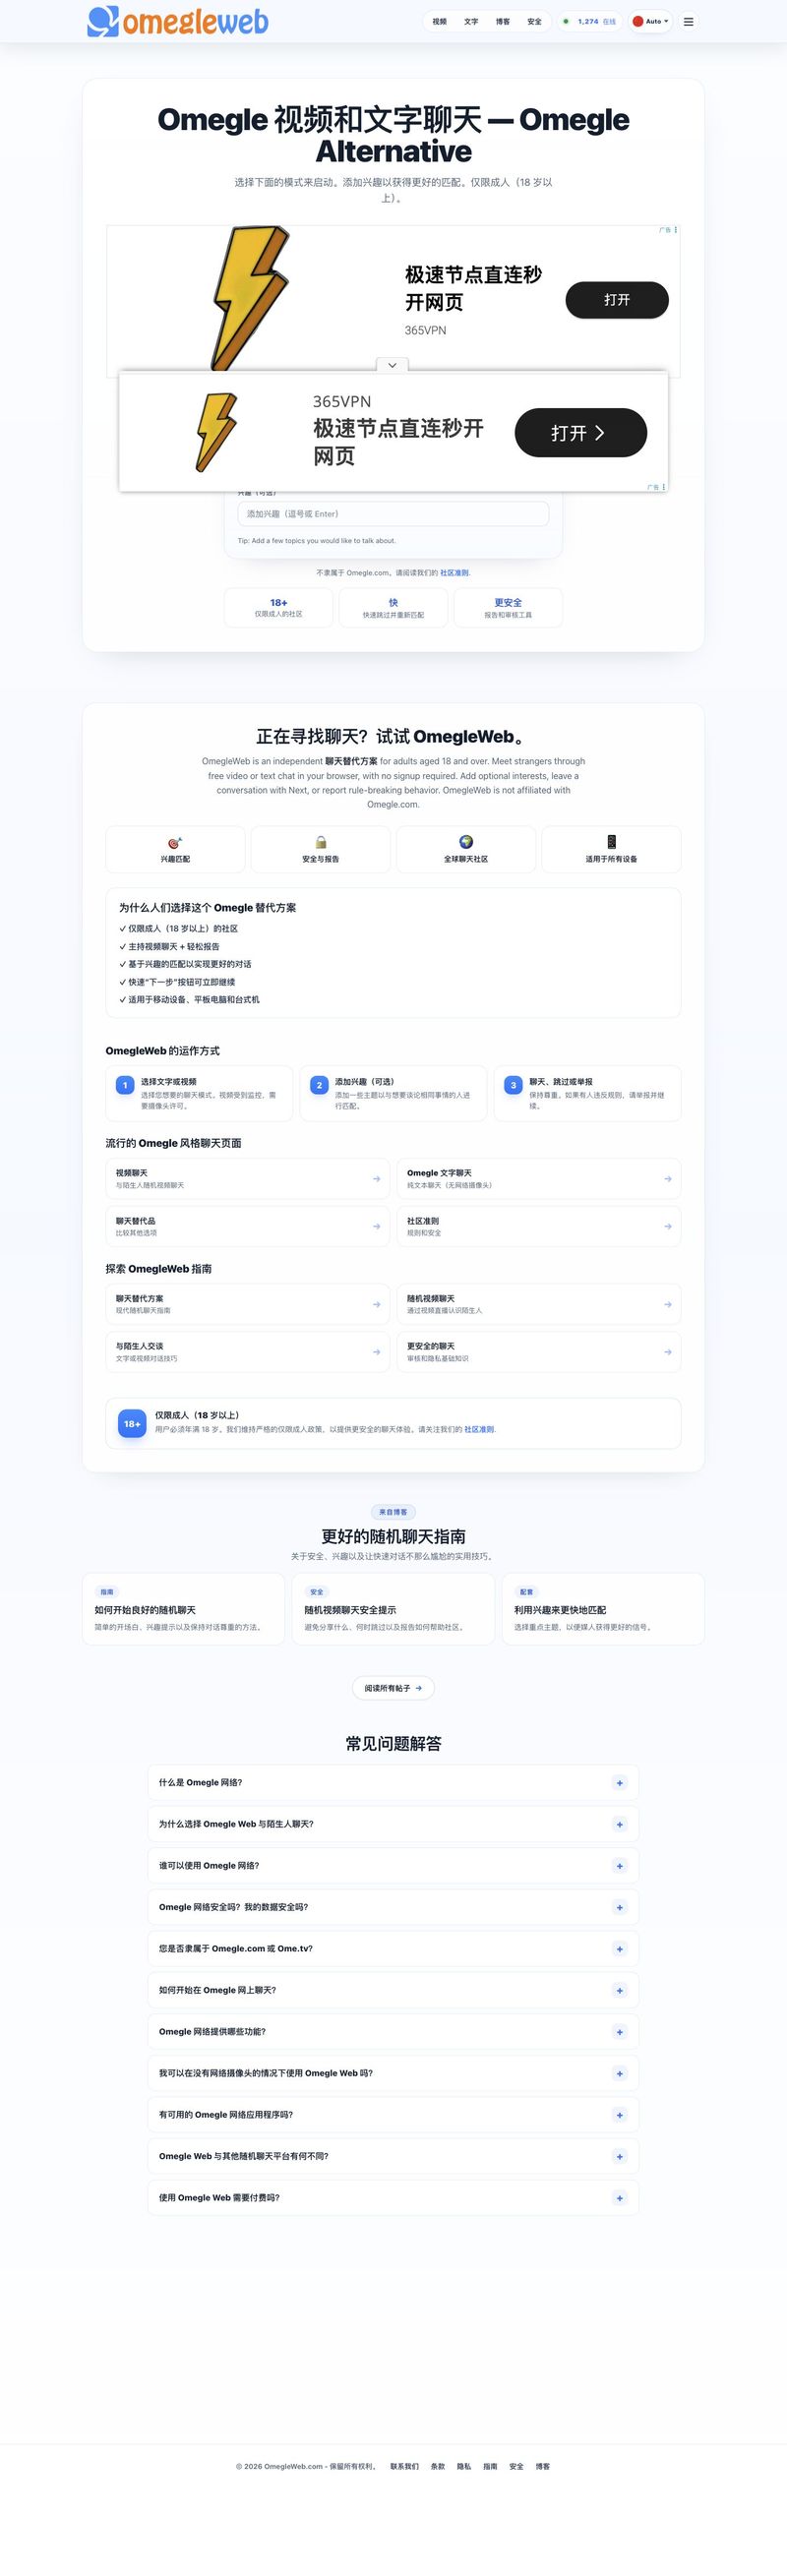 omegleweb
视频 文字 博客 安全
1,274 在线
Auto
Omegle 视频和文字聊天 — Omegle
Alternative
选择下面的模式来启动。添加兴趣以获得更好的匹配。仅限成人（18 岁以
上）。
广告
极速节点直连秒
开网页
365VPN
打开
365VPN
极速节点直连秒开
网页
打开
广告
兴趣（可选）
添加兴趣（逗号或 Enter）
Tip: Add a few topics you would like to talk about.
不隶属于 Omegle.com。请阅读我们的 社区准则.
18+
仅限成人的社区
快
快速跳过并重新匹配
更安全
报告和审核工具
正在寻找聊天？试试 OmegleWeb。
OmegleWeb is an independent 聊天替代方案 for adults aged 18 and over. Meet strangers through
free video or text chat in your browser, with no signup required. Add optional interests, leave a
conversation with Next, or report rule-breaking behavior. OmegleWeb is not affiliated with
Omegle.com.
兴趣匹配
安全与报告
全球聊天社区
适用于所有设备
为什么人们选择这个 Omegle 替代方案
✓ 仅限成人（18 岁以上）的社区
✓ 主持视频聊天 + 轻松报告
✓ 基于兴趣的匹配以实现更好的对话
✓ 快速“下一步”按钮可立即继续
✓ 适用于移动设备、平板电脑和台式机
OmegleWeb 的运作方式
1 选择文字或视频
选择您想要的聊天模式。视频受到监控，需
要摄像头许可。
2 添加兴趣（可选）
添加一些主题以与想要谈论相同事情的人进
行匹配。
3 聊天、跳过或举报
保持尊重。如果有人违反规则，请举报并继
续。
流行的 Omegle 风格聊天页面
视频聊天
与陌生人随机视频聊天
→
Omegle 文字聊天
纯文本聊天（无网络摄像头）
→
聊天替代品
比较其他选项
→
社区准则
规则和安全
→
探索 OmegleWeb 指南
聊天替代方案
现代随机聊天指南
→
随机视频聊天
通过视频直播认识陌生人
→
与陌生人交谈
文字或视频对话技巧
→
更安全的聊天
审核和隐私基础知识
→
18+
仅限成人（18 岁以上）
用户必须年满 18 岁。我们维持严格的仅限成人政策，以提供更安全的聊天体验。请关注我们的 社区准则.
来自博客
更好的随机聊天指南
关于安全、兴趣以及让快速对话不那么尴尬的实用技巧。
指南
如何开始良好的随机聊天
简单的开场白、兴趣提示以及保持对话尊重的方法。
安全
随机视频聊天安全提示
避免分享什么、何时跳过以及报告如何帮助社区。
配套
利用兴趣来更快地匹配
选择重点主题，以便媒人获得更好的信号。
阅读所有帖子 →
常见问题解答
什么是 Omegle 网络？ +
为什么选择 Omegle Web 与陌生人聊天？ +
谁可以使用 Omegle 网络？ +
Omegle 网络安全吗？我的数据安全吗？ +
您是否隶属于 Omegle.com 或 Ome.tv？ +
如何开始在 Omegle 网上聊天？ +
Omegle 网络提供哪些功能？ +
我可以在没有网络摄像头的情况下使用 Omegle Web 吗？ +
有可用的 Omegle 网络应用程序吗？ +
Omegle Web 与其他随机聊天平台有何不同？ +
使用 Omegle Web 需要付费吗？ +
© 2026 OmegleWeb.com - 保留所有权利。 联系我们 条款 隐私 指南 安全 博客